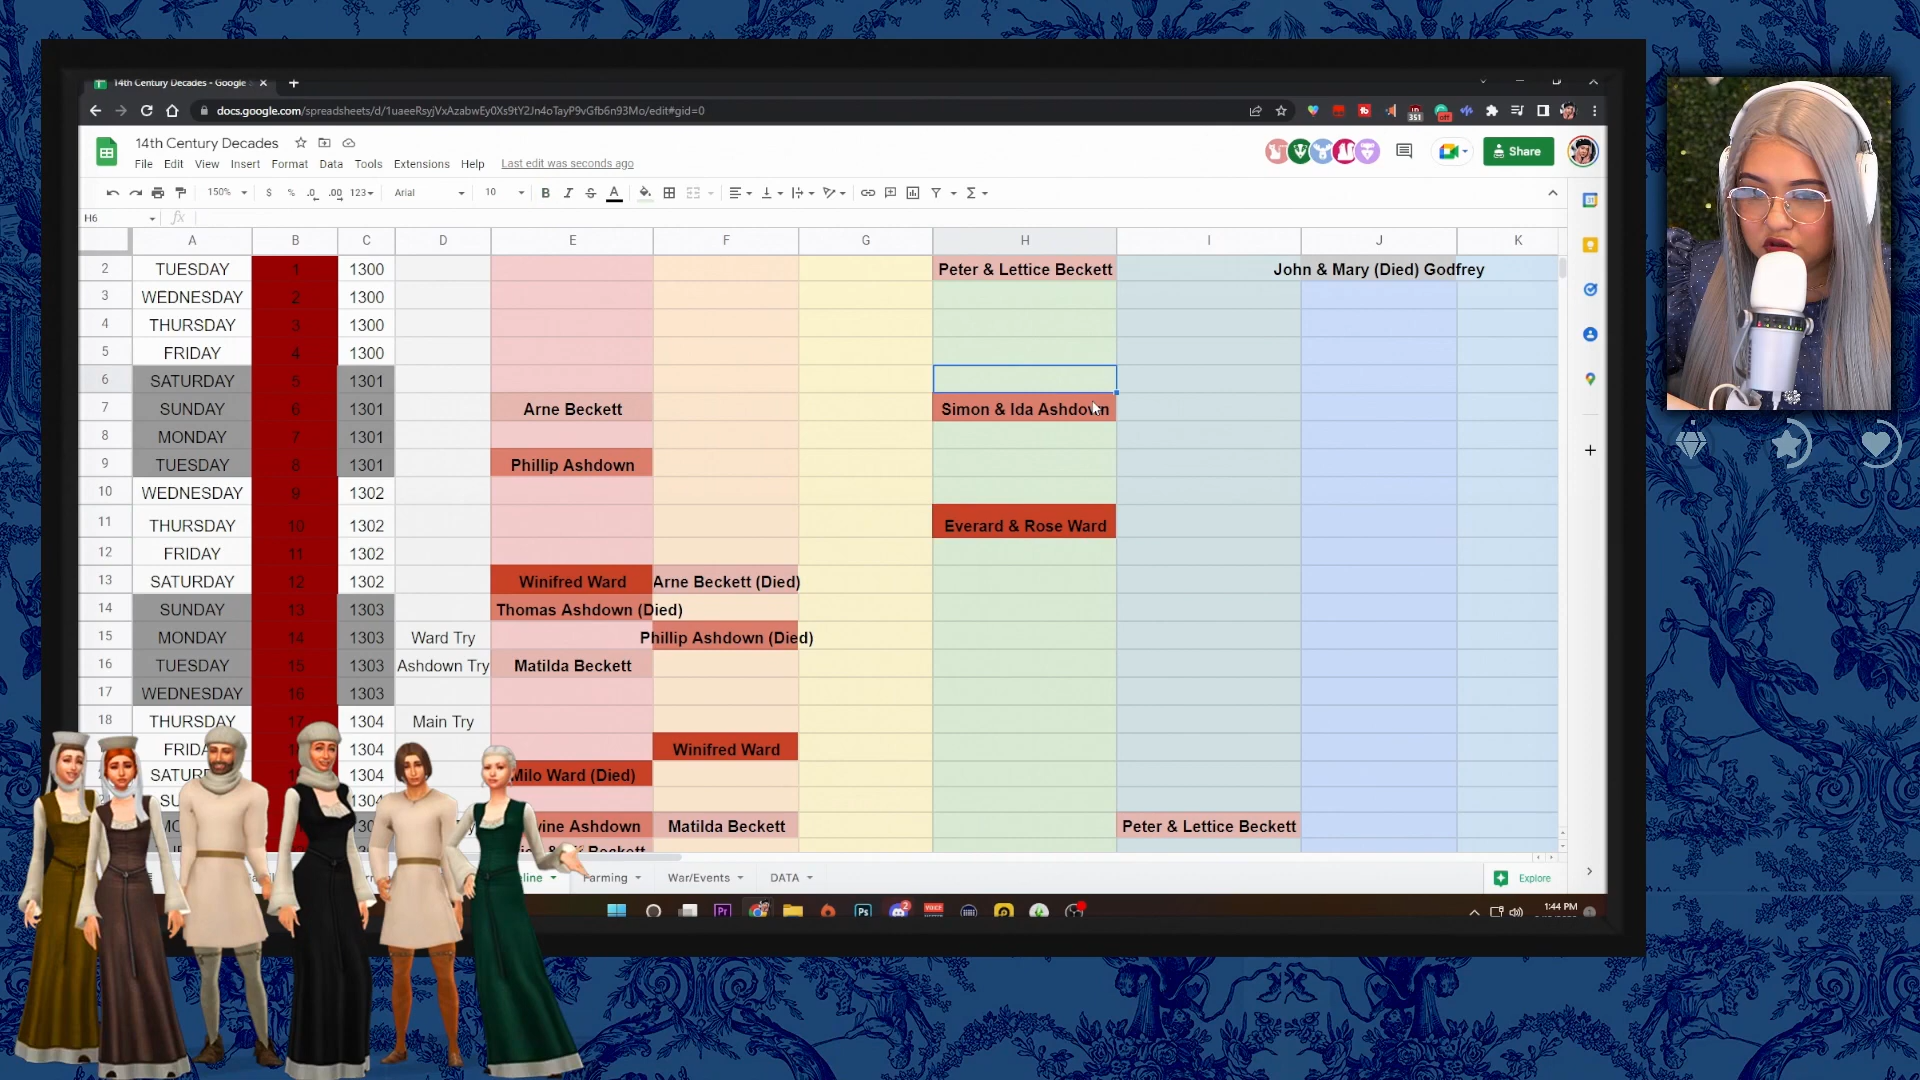 14th Century Decades - Google
docs.google.com/spreadsheets/d/1uaeeRsyjVxAzabwEy0Xs9tY2Jn4oTayP9vGfb6n93Mo/edit#gid=0
14th Century Decades
File Edit View Insert Format Data Tools Extensions Help Last edit was seconds ago
Share
150% $ % .0 .00 123 Arial 10 B I S A
H6 fx
A B C D E F G H I J K
2 TUESDAY 1 1300 Peter & Lettice Beckett John & Mary (Died) Godfrey
3 WEDNESDAY 2 1300
4 THURSDAY 3 1300
5 FRIDAY 4 1300
6 SATURDAY 5 1301
7 SUNDAY 6 1301 Arne Beckett Simon & Ida Ashdown
8 MONDAY 7 1301
9 TUESDAY 8 1301 Phillip Ashdown
10 WEDNESDAY 9 1302
11 THURSDAY 10 1302 Everard & Rose Ward
12 FRIDAY 11 1302
13 SATURDAY 12 1302 Winifred Ward Arne Beckett (Died)
14 SUNDAY 13 1303 Thomas Ashdown (Died)
15 MONDAY 14 1303 Ward Try Phillip Ashdown (Died)
16 TUESDAY 15 1303 Ashdown Try Matilda Beckett
17 WEDNESDAY 16 1303
18 THURSDAY 17 1304 Main Try
1304 Winifred Ward
1304 Milo Ward (Died)
Ashdown Matilda Beckett Peter & Lettice Beckett
Beckett
Farming War/Events DATA Explore
1:44 PM